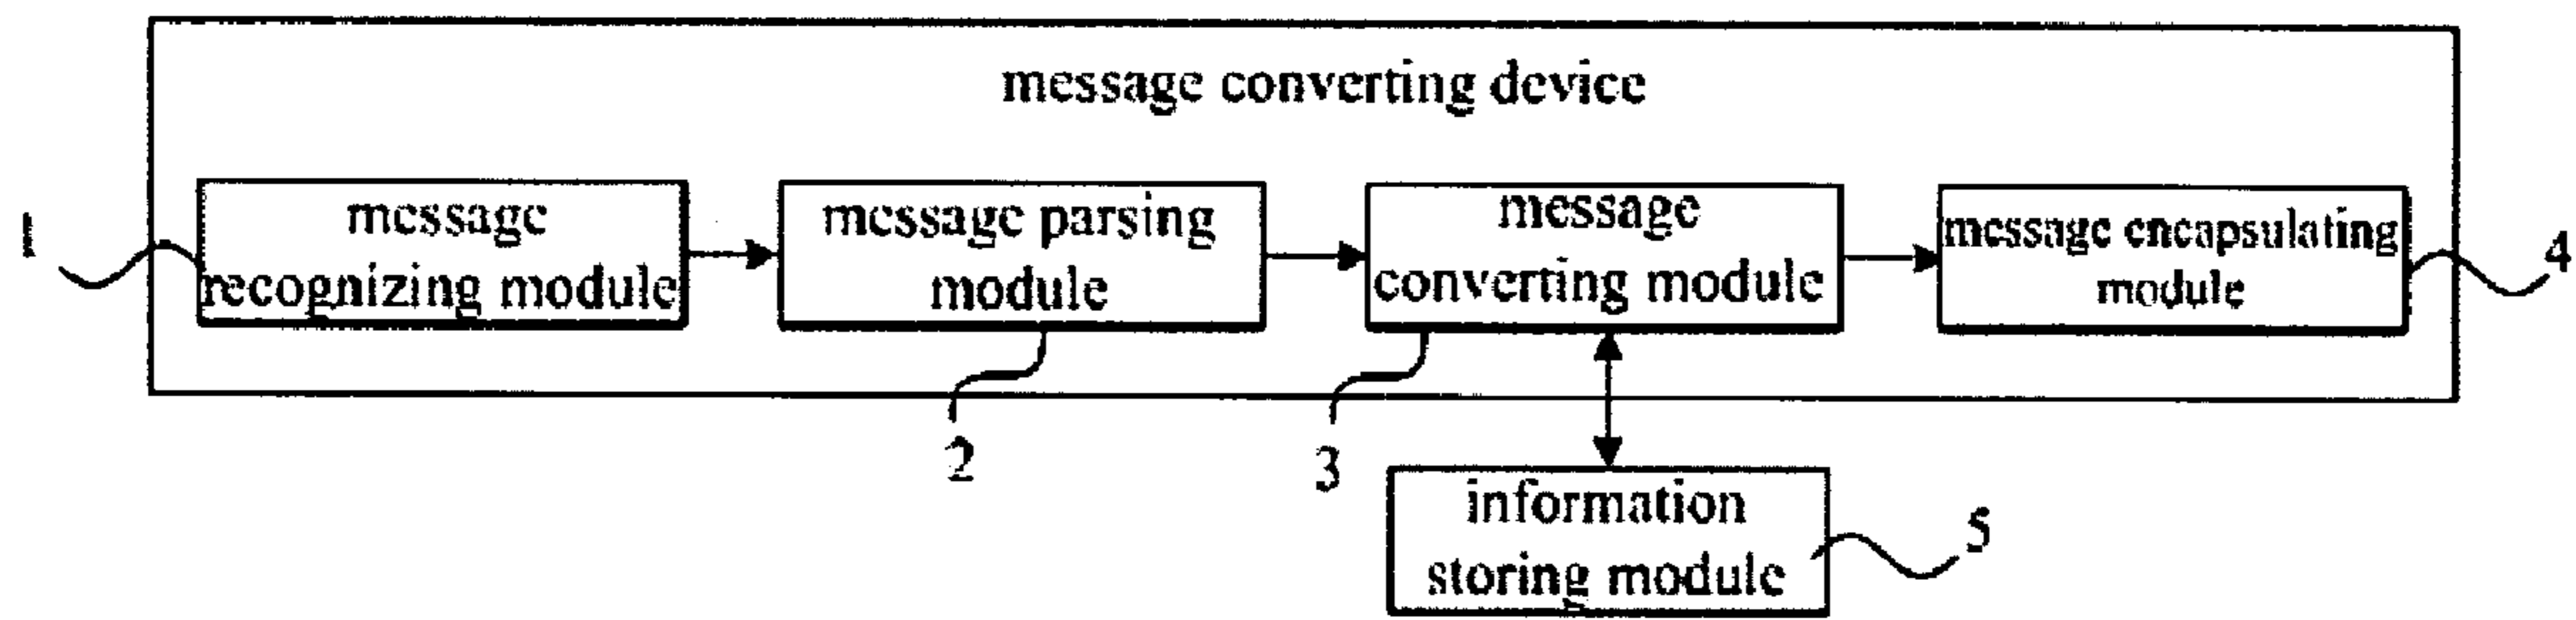 message converting device
message
recognizing module
message parsing
module
message
converting module
message encapsulating
module
1
4
2
3
information
storing module
5